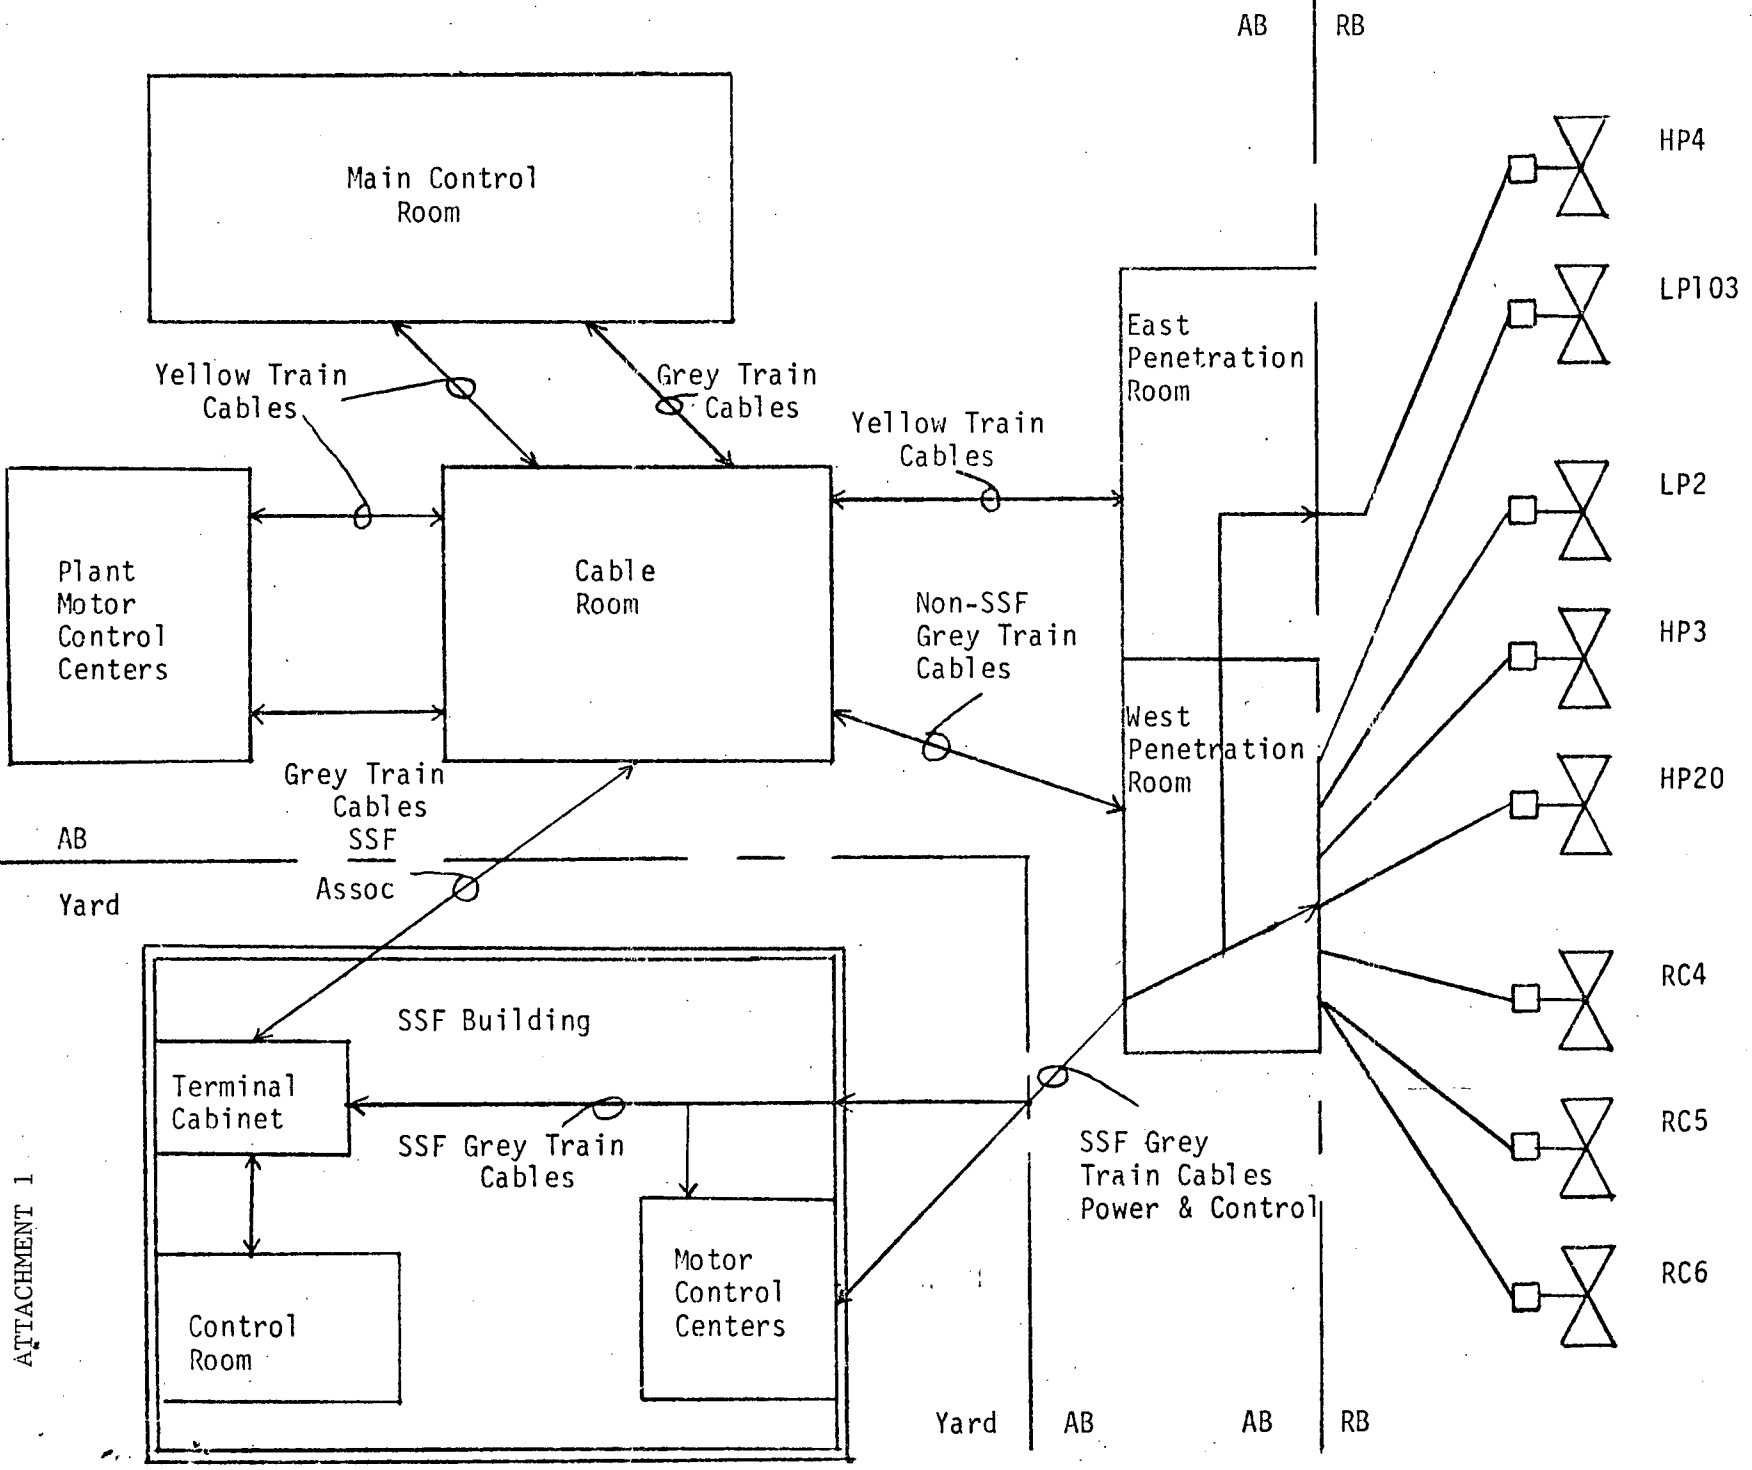 AB
RB
Main Control
Room
HP4
LP103
East
Penetration
Room
Yellow Train
Cables
Grey Train
Cables
Yellow Train
Cables
LP2
Plant
Motor
Control
Centers
Cable
Room
Non-SSF
Grey Train
Cables
HP3
West
Penetration
Room
HP20
Grey Train
Cables
SSF
Assoc
AB
Yard
SSF Building
RC4
Terminal
Cabinet
SSF Grey Train
Cables
SSF Grey
Train Cables
Power & Control
RC5
Motor
Control
Centers
Control
Room
RC6
Yard
AB
AB
RB
ATTACHMENT 1